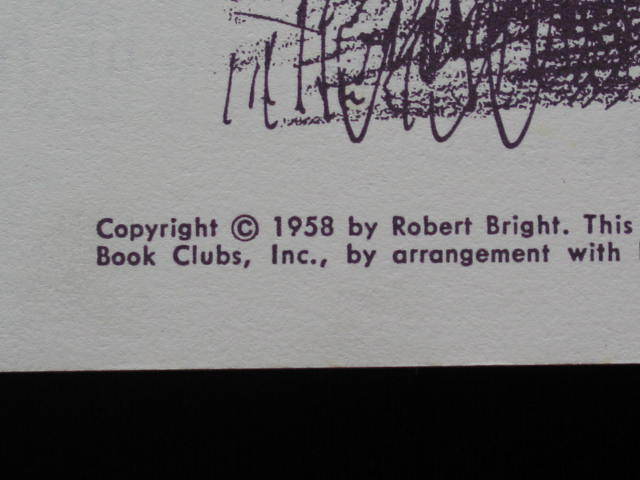 Copyright © 1958 by Robert Bright. This
Book Clubs, Inc., by arrangement with